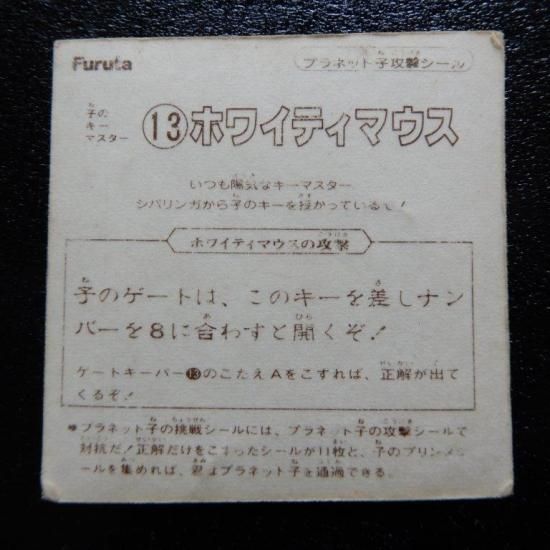 Furuta
プラネット子攻撃シール
子の
キー
マスター
⑬ホワイティマウス
いつも陽気なキーマスター
シバリンガから子のキーを授かっているぞ!
ホワイティマウスの攻撃
子のゲートは、このキーを差しナン
バーを8に合わすと開くぞ!
ゲートキーパー⓭のこたえAをこすれば、正解が出て
くるぞ!
プラネット子の挑戦シールには、プラネット子の攻撃シールで
対抗だ!正解だけをこすったシールが11枚と、子のプリンス
シールを集めれば、君はプラネット子を通過できる。